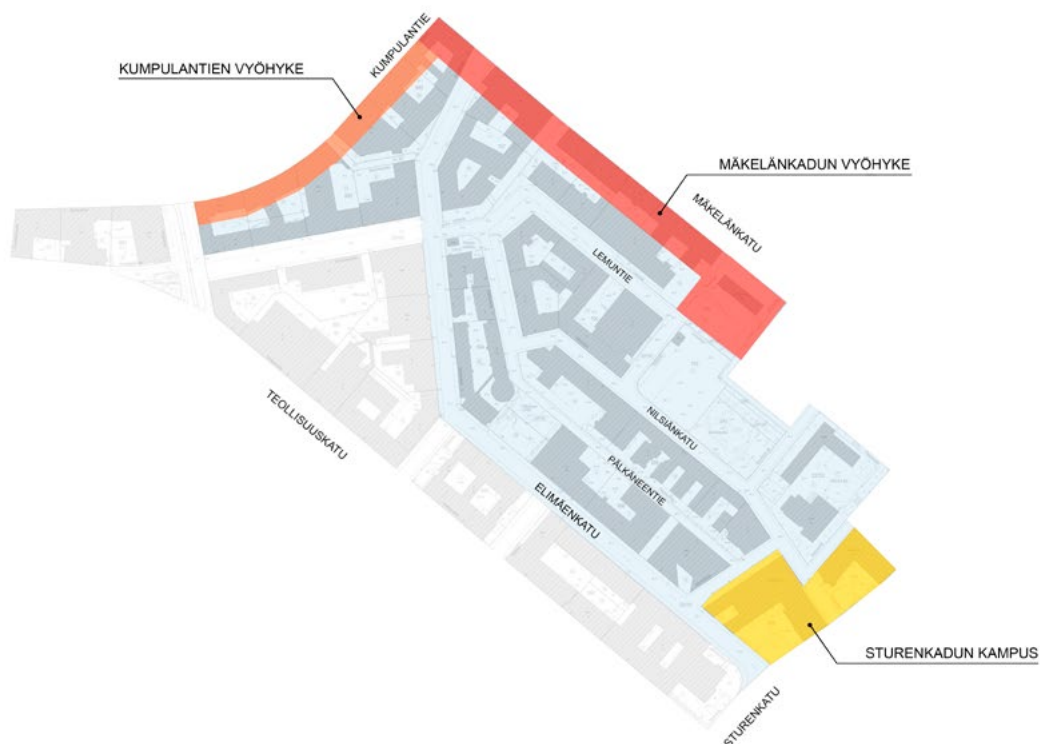 KUMPULANTIE
KUMPULANTIEN VYÖHYKE
MÄKELÄNKADUN VYÖHYKE
MÄKELÄNKATU
LEMUNTIE
TEOLLISUUSKATU
NILSIÄNKATU
PÄLKÄNEENTIE
ELIMÄENKATU
STURENKADUN KAMPUS
STURENKATU